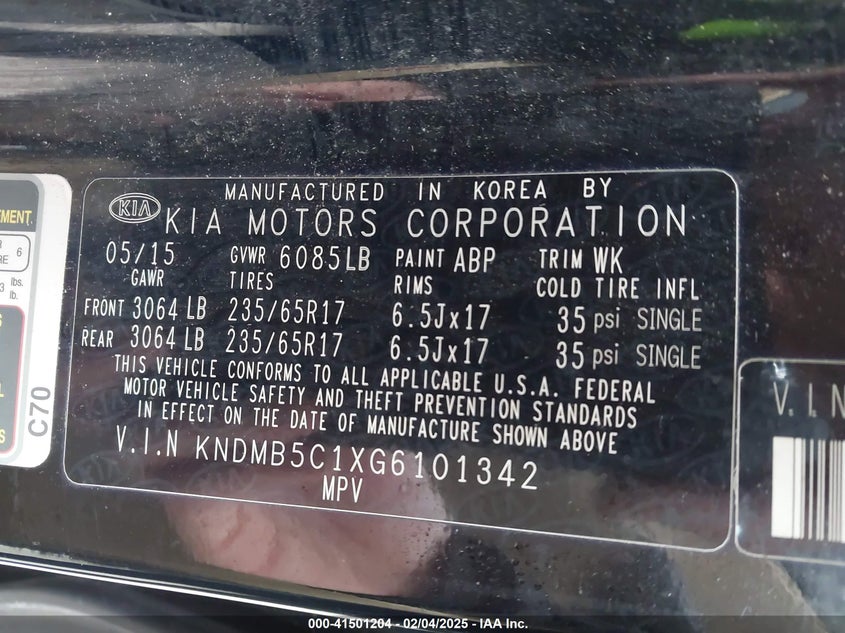 MANUFACTURED IN KOREA BY
KIA KIA MOTORS CORPORATION
05/15 GVWR 6085LB PAINT ABP TRIM WK
GAWR TIRES RIMS COLD TIRE INFL
FRONT 3064 LB 235/65R17 6.5Jx17 35 psi SINGLE
REAR 3064 LB 235/65R17 6.5Jx17 35 psi SINGLE
THIS VEHICLE CONFORMS TO ALL APPLICABLE U.S.A. FEDERAL
MOTOR VEHICLE SAFETY AND THEFT PREVENTION STANDARDS
IN EFFECT ON THE DATE OF MANUFACTURE SHOWN ABOVE
V.I.N KNDMB5C1XG6101342
MPV
C70
6
lbs.
lb.
V.I.N
000-41501204 - 02/04/2025 - IAA Inc.